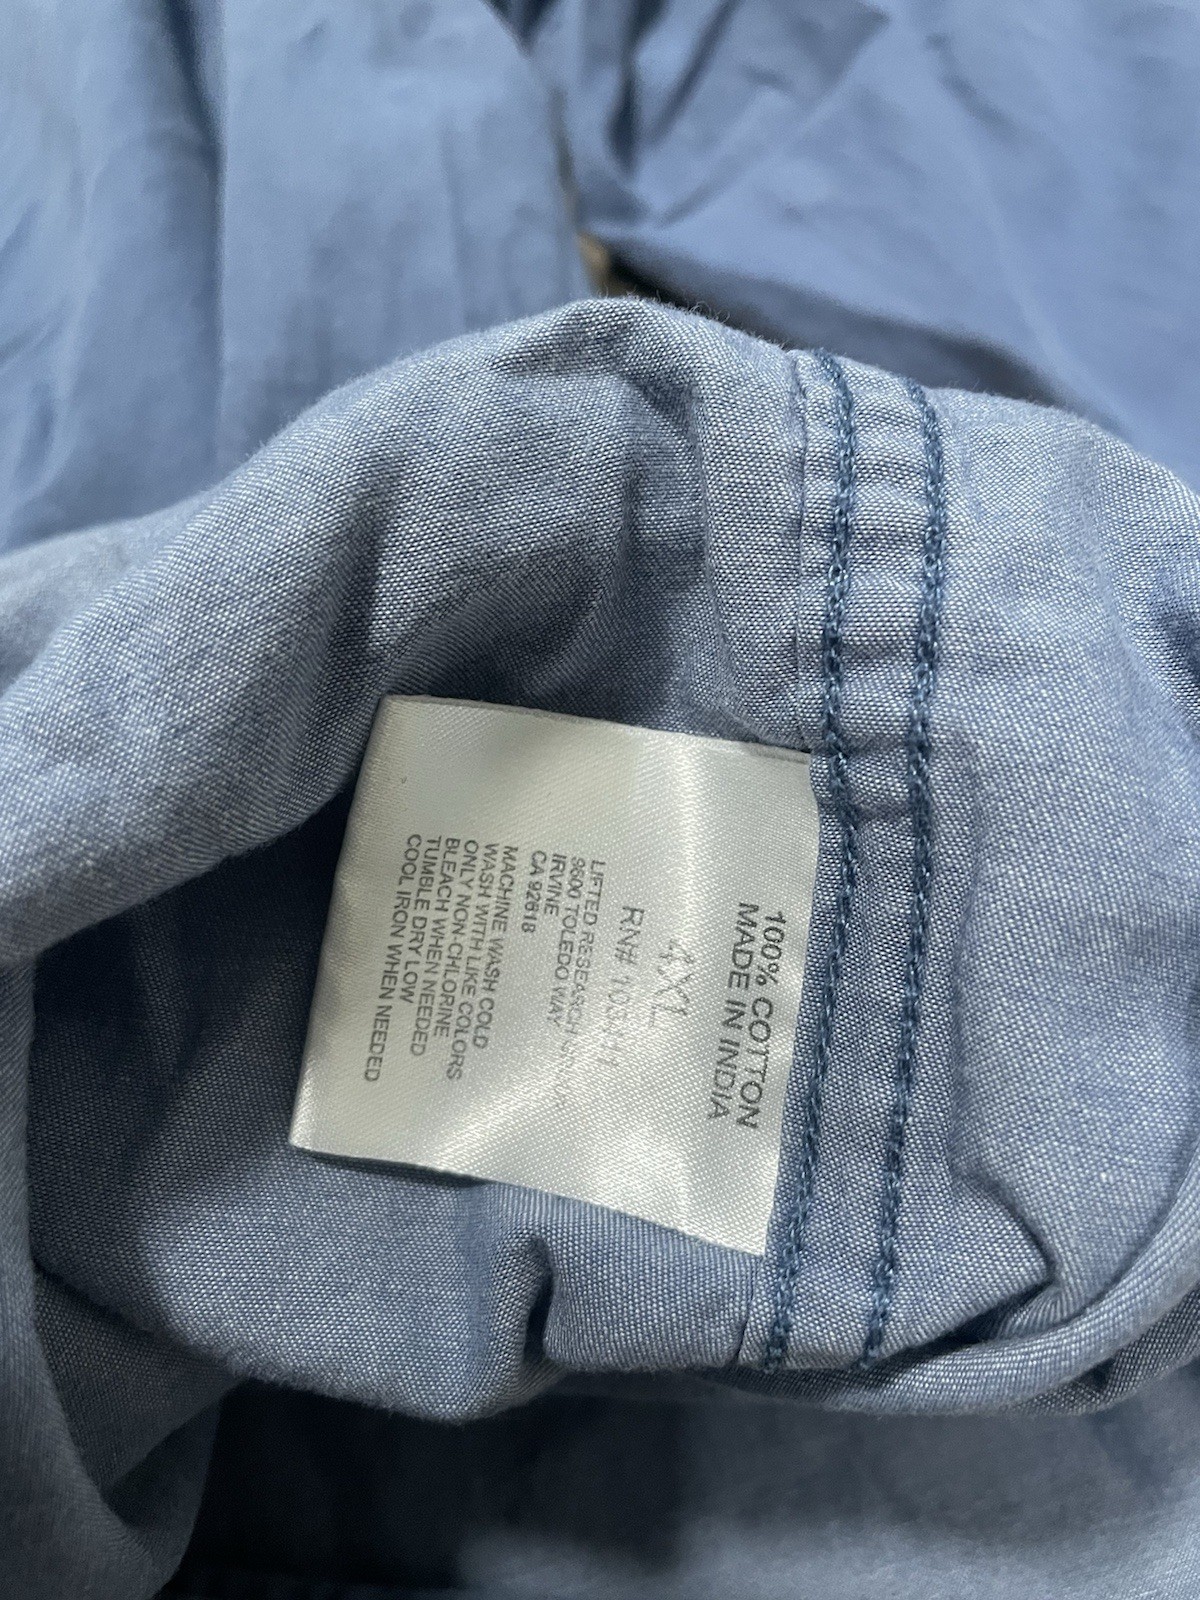 100% COTTON
MADE IN INDIA
4XL
RN#
LIFTED RESEARCH
9600 TOLEDO WAY
IRVINE
CA 92618
MACHINE WASH COLD
WASH WITH LIKE COLORS
ONLY NON-CHLORINE
BLEACH WHEN NEEDED
TUMBLE DRY LOW
COOL IRON WHEN NEEDED